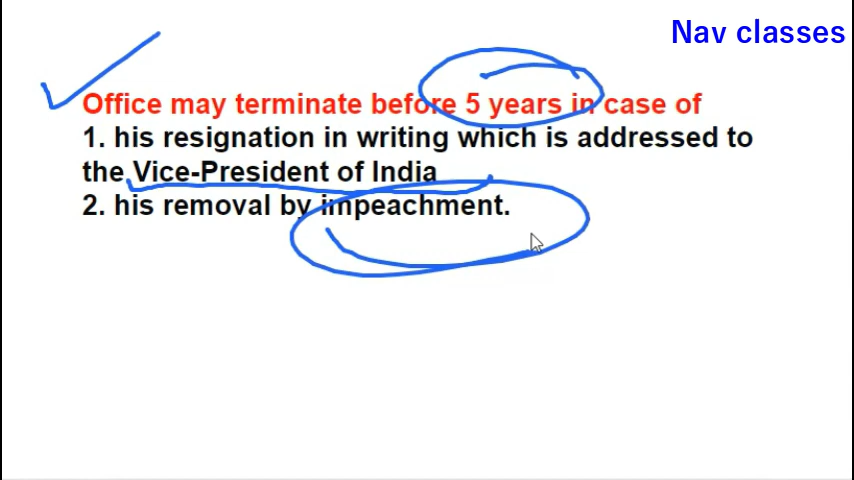 Nav classes
Office may terminate before 5 years in case of
1. his resignation in writing which is addressed to
the Vice-President of India
2. his removal by impeachment.